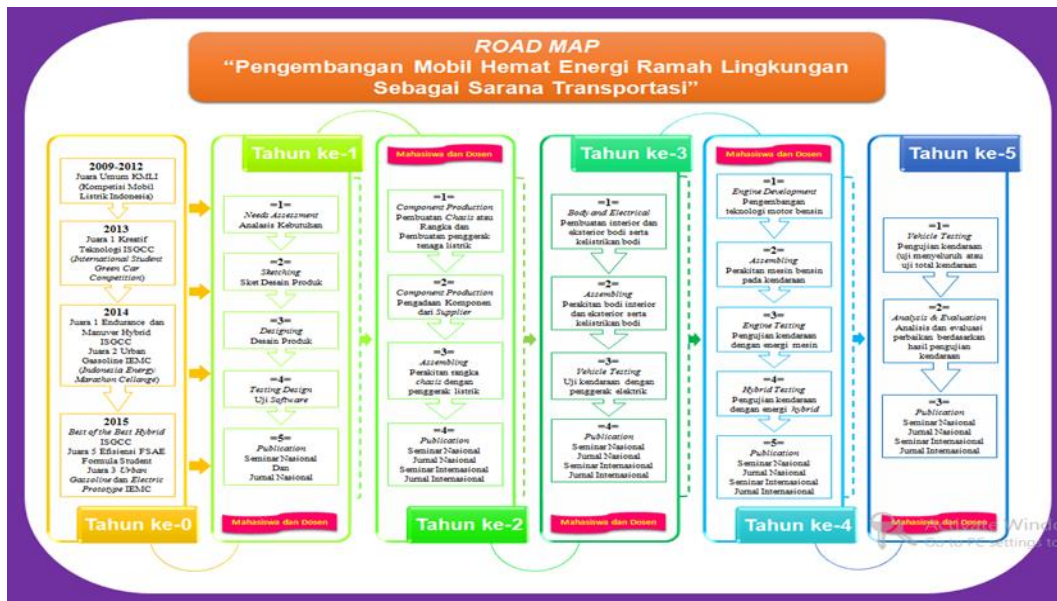 ROAD MAP
“Pengembangan Mobil Hemat Energi Ramah Lingkungan
Sebagai Sarana Transportasi”
2009-2012
Juara Umum KMLI
(Kompetisi Mobil
Listrik Indonesia)
2013
Juara 1 Kreatif
Teknologi ISGCC
(International Student
Green Car
Competition)
2014
Juara 1 Endurance dan
Manuver Hybrid
ISGCC
Juara 2 Urban
Gasoline IEMC
(Indonesia Energy
Marathon Cellange)
2015
Best of the Best Hybrid
ISGCC
Juara 5 Efisiensi FSAE
Formula Student
Juara 3 Urban
Gasoline dan Electric
Prototype IEMC
Tahun ke-0
Tahun ke-1
=1=
Needs Assessment
Analasis Kebutuhan
=2=
Sketching
Sket Desain Produk
=3=
Designing
Desain Produk
=4=
Testing Design
Uji Software
=5=
Publication
Seminar Nasional
Dan
Jurnal Nasional
Mahasiswa dan Dosen
Mahasiswa dan Dosen
=1=
Component Production
Pembuatan Chasis atau
Rangka dan
Pembuatan penggerak
tenaga listrik
=2=
Component Production
Pengadaan Komponen
dari Supplier
=3=
Assembling
Perakitan rangka
chasis dengan
penggerak listrik
=4=
Publication
Seminar Nasional
Jurnal Nasional
Seminar Internasional
Jurnal Internasional
Tahun ke-2
Tahun ke-3
=1=
Body and Electrical
Pembuatan interior dan
eksterior bodi serta
kelistrikan bodi
=2=
Assembling
Perakitan bodi interior
dan eksterior serta
kelistrikan bodi
=3=
Vehicle Testing
Uji kendaraan dengan
penggerak elektrik
=4=
Publication
Seminar Nasional
Jurnal Nasional
Seminar Internasional
Jurnal Internasional
Mahasiswa dan Dosen
Mahasiswa dan Dosen
=1=
Engine Development
Pengembangan
teknologi motor bensin
=2=
Assembling
Perakitan mesin bensin
pada kendaraan
=3=
Engine Testing
Pengujian kendaraan
dengan energi mesin
=4=
Hybrid Testing
Pengujian kendaraan
dengan energi hybrid
=5=
Publication
Seminar Nasional
Jurnal Nasional
Seminar Internasional
Jurnal Internasional
Tahun ke-4
Tahun ke-5
=1=
Vehicle Testing
Pengujian kendaraan
(uji menyeluruh atau
uji total kendaraan
=2=
Analysis & Evaluation
Analisis dan evaluasi
perbaikan berdasarkan
hasil pengujian
kendaraan
=3=
Publication
Seminar Nasional
Jurnal Nasional
Seminar Internasional
Jurnal Internasional
Mahasiswa dan Dosen
Go to PC settings to